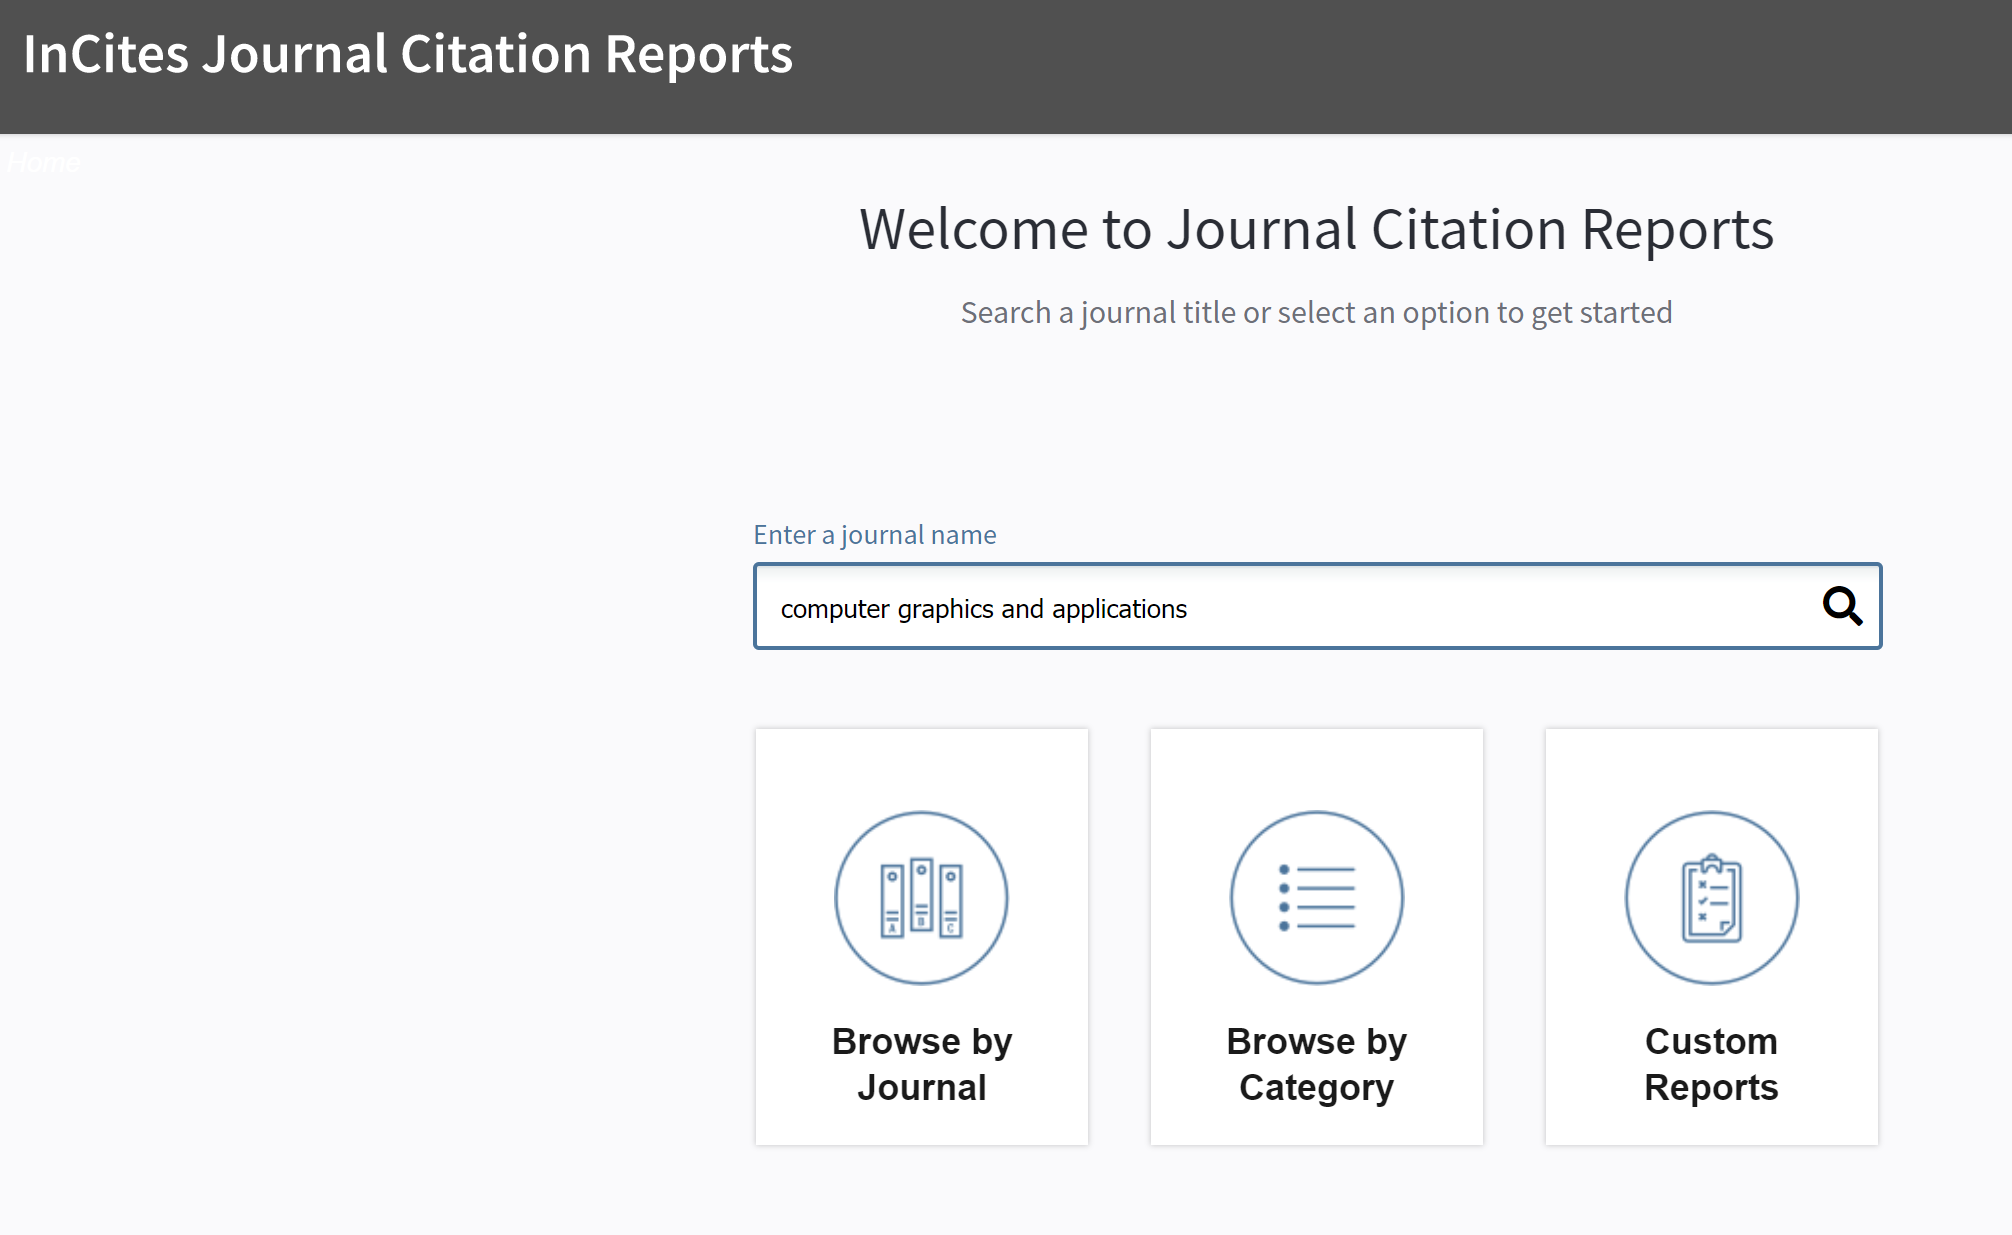 InCites Journal Citation Reports
Home
Welcome to Journal Citation Reports
Search a journal title or select an option to get started
Enter a journal name
computer graphics and applications
A B C
Browse by
Journal
Browse by
Category
Custom
Reports